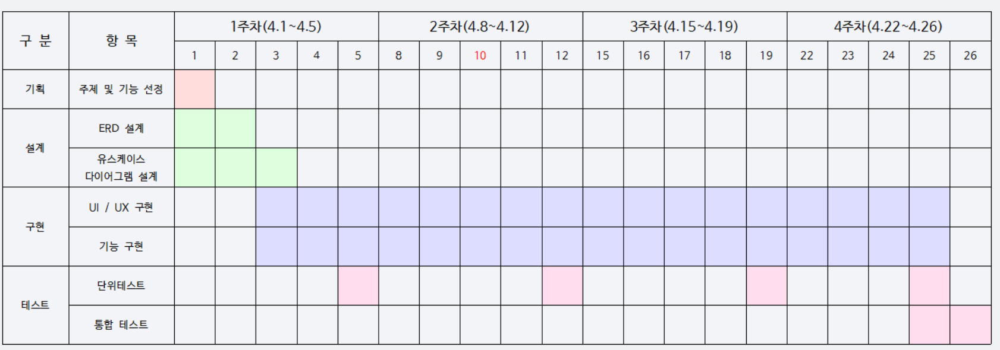 구 분
항 목
1주차(4.1~4.5)
2주차(4.8~4.12)
3주차(4.15~4.19)
4주차(4.22~4.26)
1 2 3 4 5 8 9 10 11 12 15 16 17 18 19 22 23 24 25 26
기획
주제 및 기능 선정
설계
ERD 설계
유스케이스
다이어그램 설계
구현
UI / UX 구현
기능 구현
테스트
단위테스트
통합 테스트